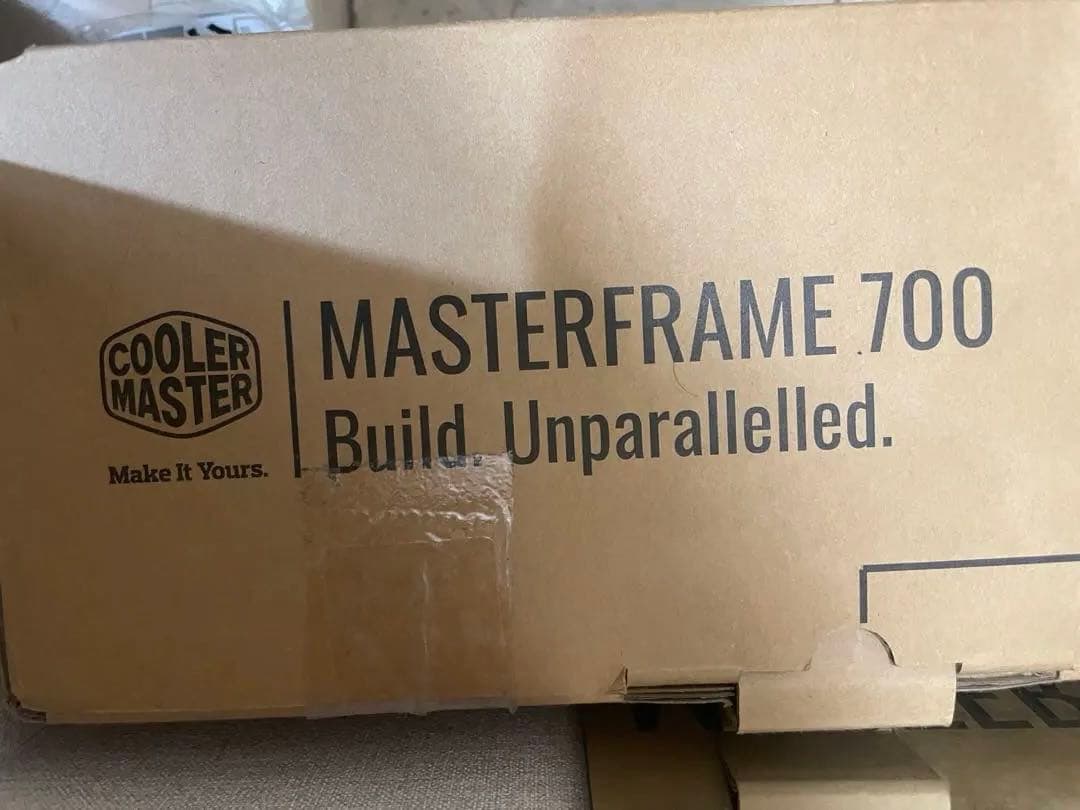 COOLER
MASTER
Make It Yours.
MASTERFRAME 700
Build. Unparallelled.